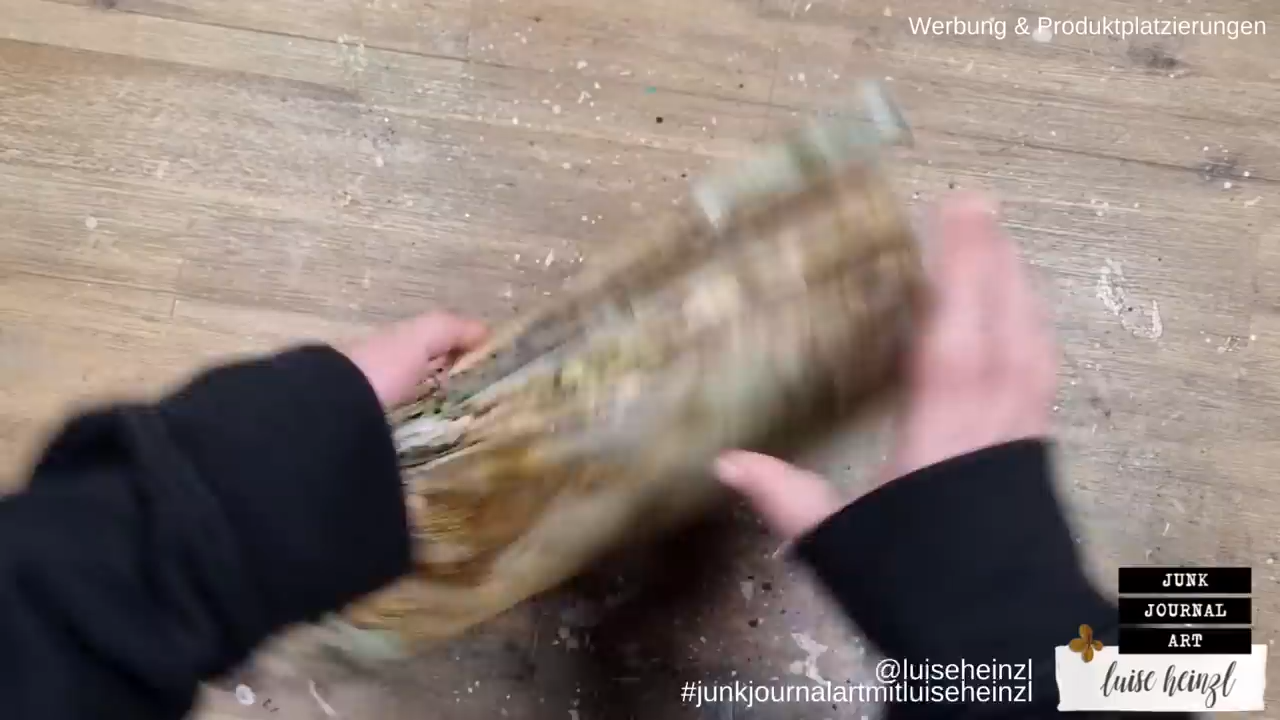 Werbung & Produktplatzierungen
JUNK
JOURNAL
ART
@luiseheinzl
#junkjournalartmitluiseheinzl
luise heinzl